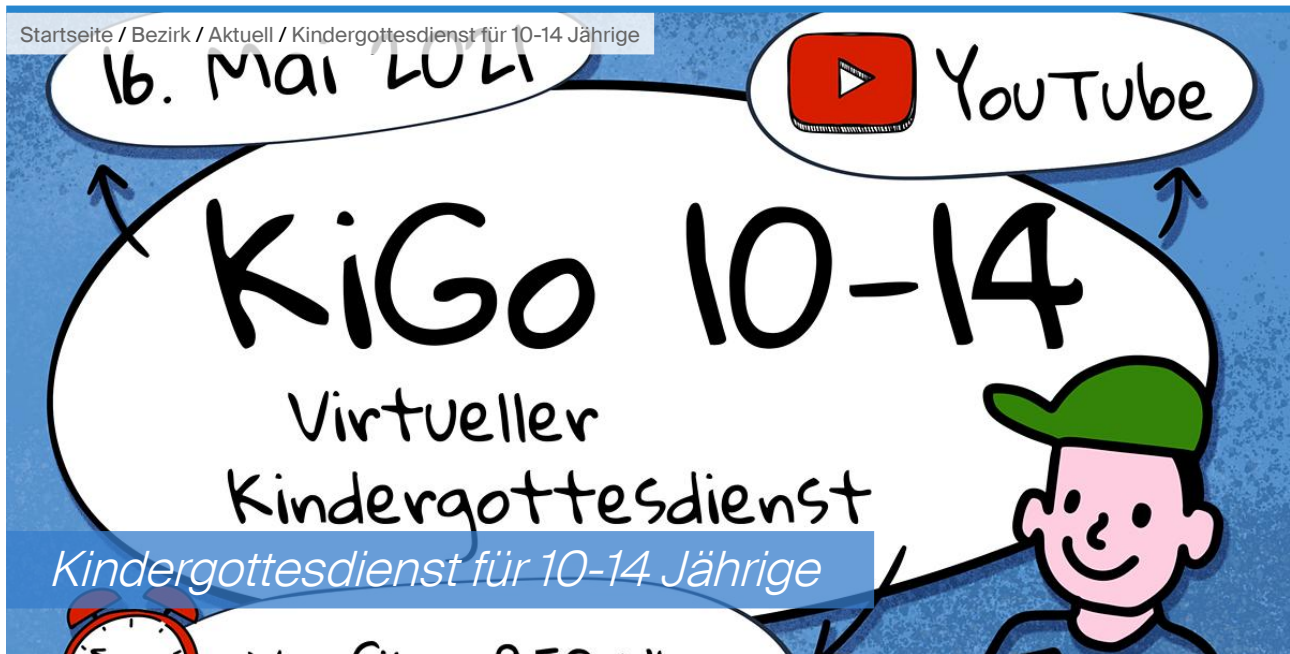 Startseite / Bezirk / Aktuell / Kindergottesdienst für 10-14 Jährige
16. Mai 2021
YouTube
KiGo 10-14
Virtueller
Kindergottesdienst
Kindergottesdienst für 10-14 Jährige